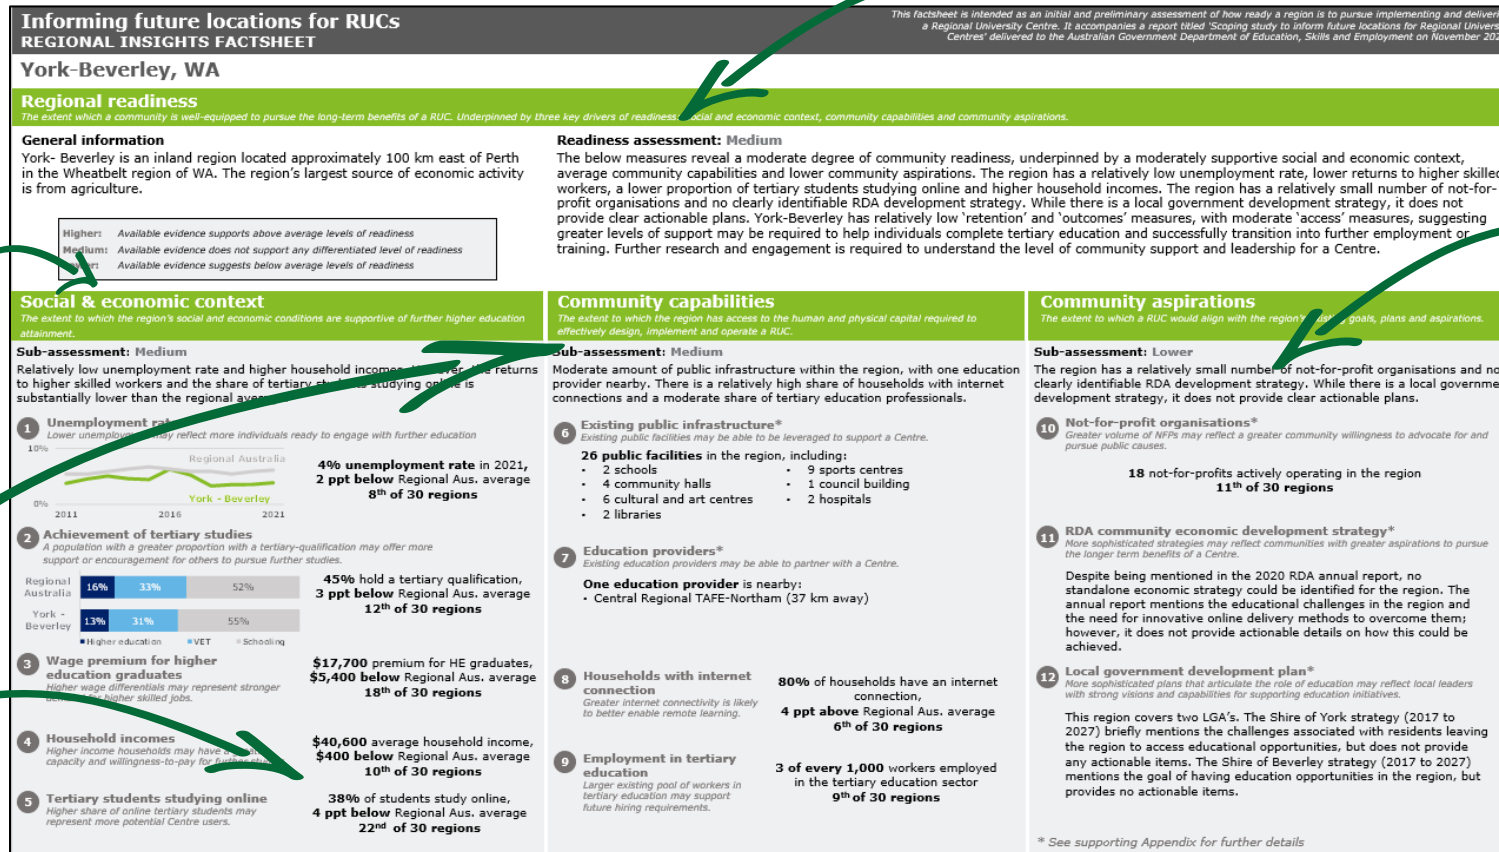 Informing future locations for RUCs
REGIONAL INSIGHTS FACTSHEET
This factsheet is intended as an initial and preliminary assessment of how ready a region is to pursue implementing and
a Regional University Centre. It accompanies a report titled 'Scoping study to inform future locations for Regional
Centres' delivered to the Australian Government Department of Education, Skills and Employment on November
York-Beverley, WA
Regional readiness
The extent which a community is well-equipped to pursue the long-term benefits of a RUC. Underpinned by three key drivers of readiness: social and economic context, community capabilities and community aspirations.
General information
York- Beverley is an inland region located approximately 100 km east of Perth
in the Wheatbelt region of WA. The region's largest source of economic activity
is from agriculture.
Higher: Available evidence supports above average levels of readiness
Medium: Available evidence does not support any differentiated level of readiness
Available evidence suggests below average levels of readiness
Readiness assessment: Medium
The below measures reveal a moderate degree of community readiness, underpinned by a moderately supportive social and economic context,
average community capabilities and lower community aspirations. The region has a relatively low unemployment rate, lower returns to higher skilled
workers, a lower proportion of tertiary students studying online and higher household incomes. The region has a relatively small number of not-for-
profit organisations and no clearly identifiable RDA development strategy. While there is a local government development strategy, it does not
provide clear actionable plans. York-Beverley has relatively low 'retention' and 'outcomes' measures, with moderate 'access' measures, suggesting
greater levels of support may be required to help individuals complete tertiary education and successfully transition into further employment or
training. Further research and engagement is required to understand the level of community support and leadership for a Centre.
Social & economic context
The extent to which the region's social and economic conditions are supportive of further higher education
attainment.
Sub-assessment: Medium
Relatively low unemployment rate and higher household incomes. the returns
to higher skilled workers and the share of tertiary students studying online is
substantially lower than the regional average
1 Unemployment rate
Lower unemployment may reflect more individuals ready to engage with further education
10%
Regional Australia
York - Beverley
0%
2011 2016 2021
4% unemployment rate in 2021,
2 ppt below Regional Aus. average
8th of 30 regions
2 Achievement of tertiary studies
A population with a greater proportion with a tertiary-qualification may offer more
support or encouragement for others to pursue further studies.
Regional
Australia
16% 33% 52%
York -
Beverley
13% 31% 55%
Higher education VET Schooling
45% hold a tertiary qualification,
3 ppt below Regional Aus. average
12th of 30 regions
3 Wage premium for higher
education graduates
Higher wage differentials may represent stronger
for higher skilled jobs.
$17,700 premium for HE graduates,
$5,400 below Regional Aus. average
18th of 30 regions
4 Household incomes
Higher income households may have a
capacity and willingness-to-pay for further
$40,600 average household income,
$400 below Regional Aus. average
10th of 30 regions
5 Tertiary students studying online
Higher share of online tertiary students may
represent more potential Centre users.
38% of students study online,
4 ppt below Regional Aus. average
22nd of 30 regions
Community capabilities
The extent to which the region has access to the human and physical capital required to
effectively design, implement and operate a RUC.
Sub-assessment: Medium
Moderate amount of public infrastructure within the region, with one education
provider nearby. There is a relatively high share of households with internet
connections and a moderate share of tertiary education professionals.
6 Existing public infrastructure*
Existing public facilities may be able to be leveraged to support a Centre.
26 public facilities in the region, including:
• 2 schools
• 4 community halls
• 6 cultural and art centres
• 2 libraries
• 9 sports centres
• 1 council building
• 2 hospitals
7 Education providers*
Existing education providers may be able to partner with a Centre.
One education provider is nearby:
• Central Regional TAFE-Northam (37 km away)
8 Households with internet
connection
Greater internet connectivity is likely
to better enable remote learning.
80% of households have an internet
connection,
4 ppt above Regional Aus. average
6th of 30 regions
9 Employment in tertiary
education
Larger existing pool of workers in
tertiary education may support
future hiring requirements.
3 of every 1,000 workers employed
in the tertiary education sector
9th of 30 regions
Community aspirations
The extent to which a RUC would align with the region's existing goals, plans and aspirations.
Sub-assessment: Lower
The region has a relatively small number of not-for-profit organisations and no
clearly identifiable RDA development strategy. While there is a local
development strategy, it does not provide clear actionable plans.
10 Not-for-profit organisations*
Greater volume of NFPs may reflect a greater community willingness to advocate for and
pursue public causes.
18 not-for-profits actively operating in the region
11th of 30 regions
11 RDA community economic development strategy*
More sophisticated strategies may reflect communities with greater aspirations to pursue
the longer term benefits of a Centre.
Despite being mentioned in the 2020 RDA annual report, no
standalone economic strategy could be identified for the region. The
annual report mentions the educational challenges in the region and
the need for innovative online delivery methods to overcome them;
however, it does not provide actionable details on how this could be
achieved.
12 Local government development plan*
More sophisticated plans that articulate the role of education may reflect local leaders
with strong visions and capabilities for supporting education initiatives.
This region covers two LGA's. The Shire of York strategy (2017 to
2027) briefly mentions the challenges associated with residents leaving
the region to access educational opportunities, but does not provide
any actionable items. The Shire of Beverley strategy (2017 to 2027)
mentions the goal of having education opportunities in the region, but
provides no actionable items.
* See supporting Appendix for further details